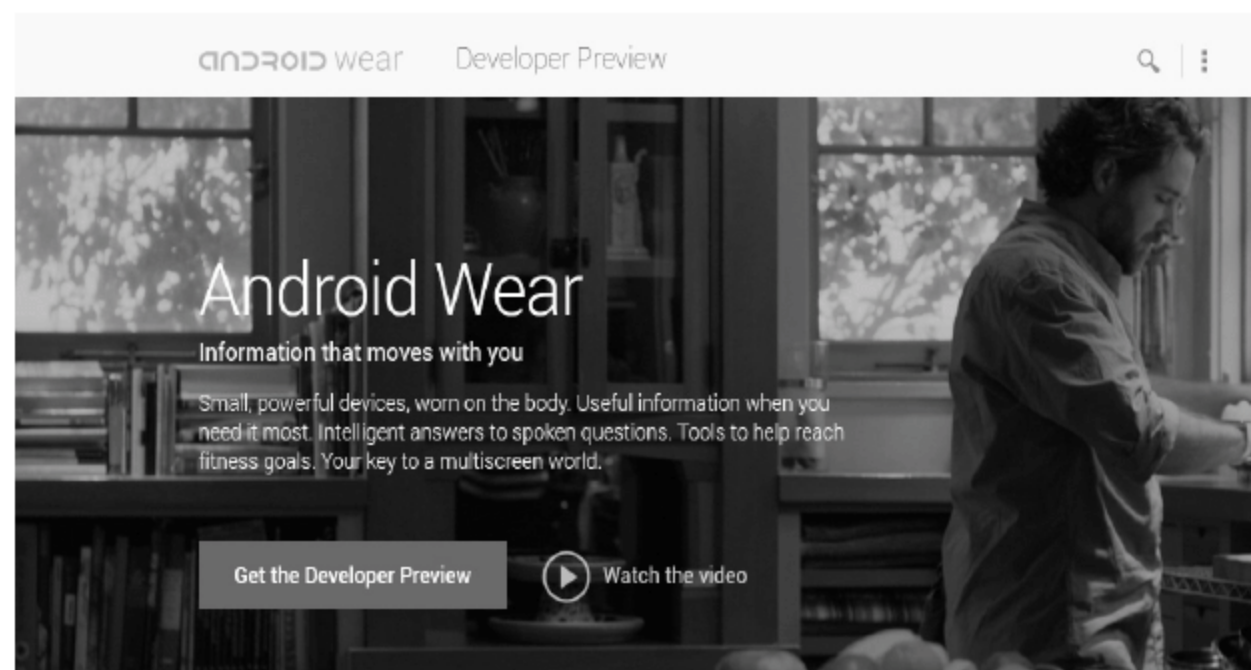 android wear Developer Preview
Android Wear
Information that moves with you
Small, powerful devices, worn on the body. Useful information when you
need it most. Intelligent answers to spoken questions. Tools to help reach
fitness goals. Your key to a multiscreen world.
Get the Developer Preview Watch the video